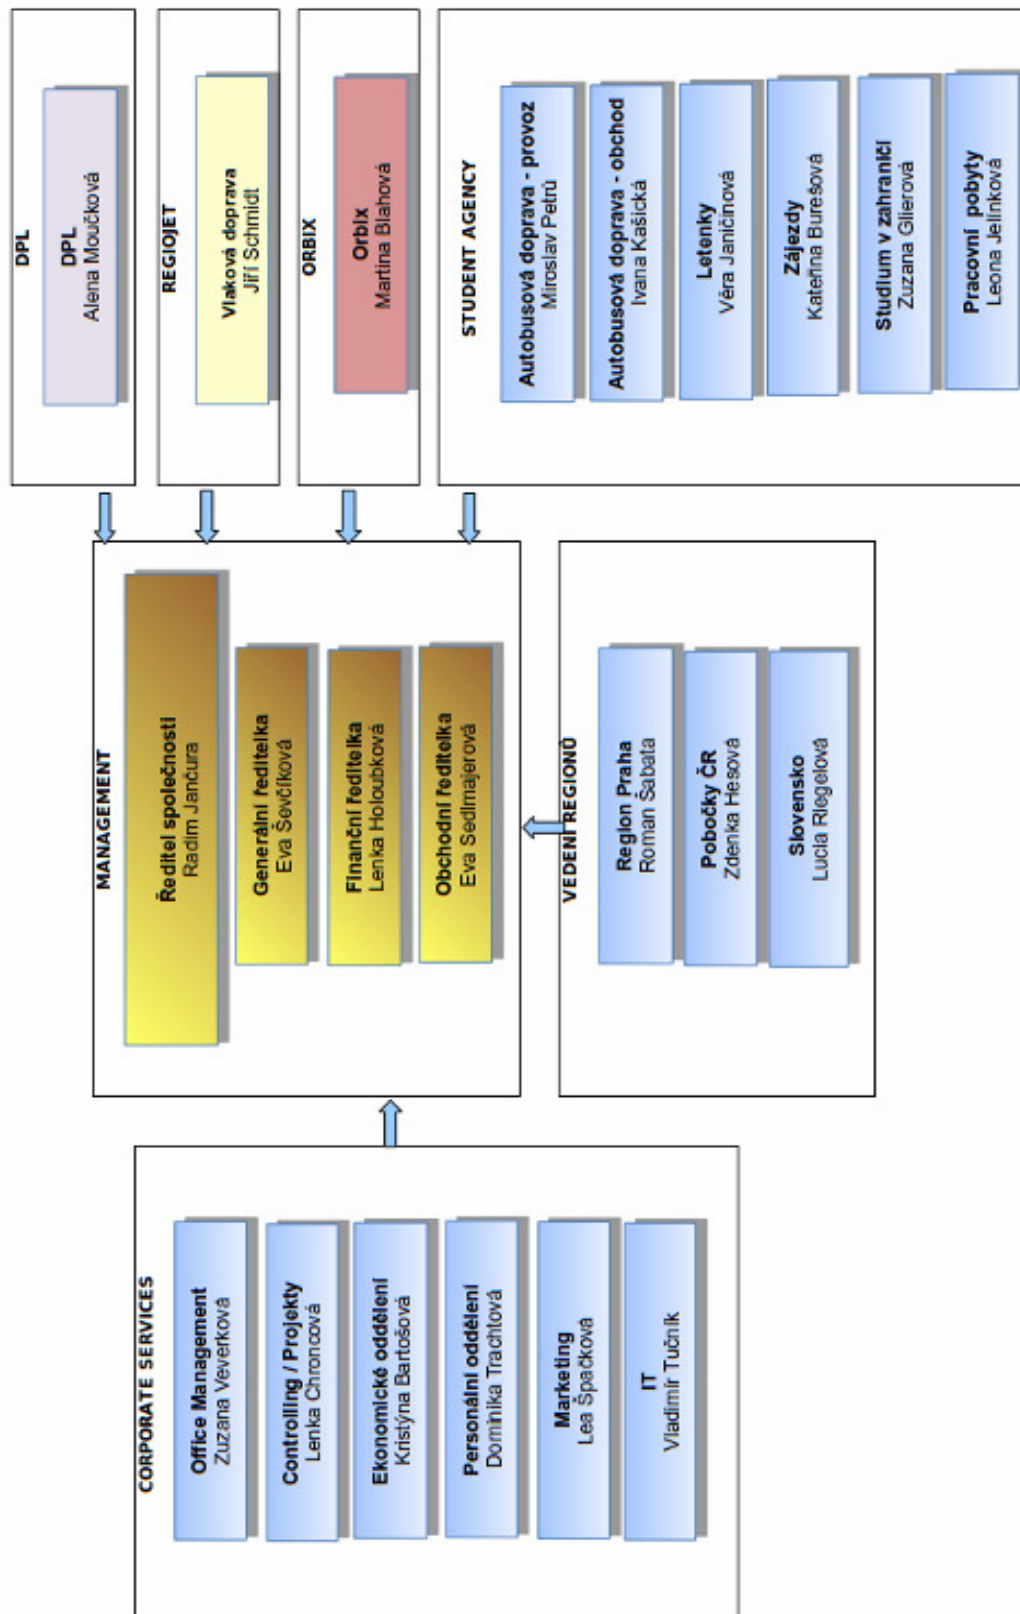 CORPORATE SERVICES
Office Management
Zuzana Veverková
Controlling / Projekty
Lenka Chroncová
Ekonomické oddělení
Kristýna Bartošová
Personální oddělení
Dominika Trachtová
Marketing
Lea Špačková
IT
Vladimír Tučník
MANAGEMENT
Ředitel společnosti
Radim Jančura
Generální ředitelka
Eva Ševčíková
Finanční ředitelka
Lenka Holoubková
Obchodní ředitelka
Eva Sedlmajerová
VEDENÍ REGIONŮ
Region Praha
Roman Šabata
Pobočky ČR
Zdenka Hesová
Slovensko
Lucia Riegelová
DPL
DPL
Alena Moučková
REGIOJET
Vlaková doprava
Jiří Schmidt
ORBIX
Orbix
Martina Blahová
STUDENT AGENCY
Autobusová doprava - provoz
Miroslav Petrů
Autobusová doprava - obchod
Ivana Kašická
Letenky
Věra Janičinová
Zájezdy
Kateřina Burešová
Studium v zahraničí
Zuzana Glierová
Pracovní pobyty
Leona Jelínková